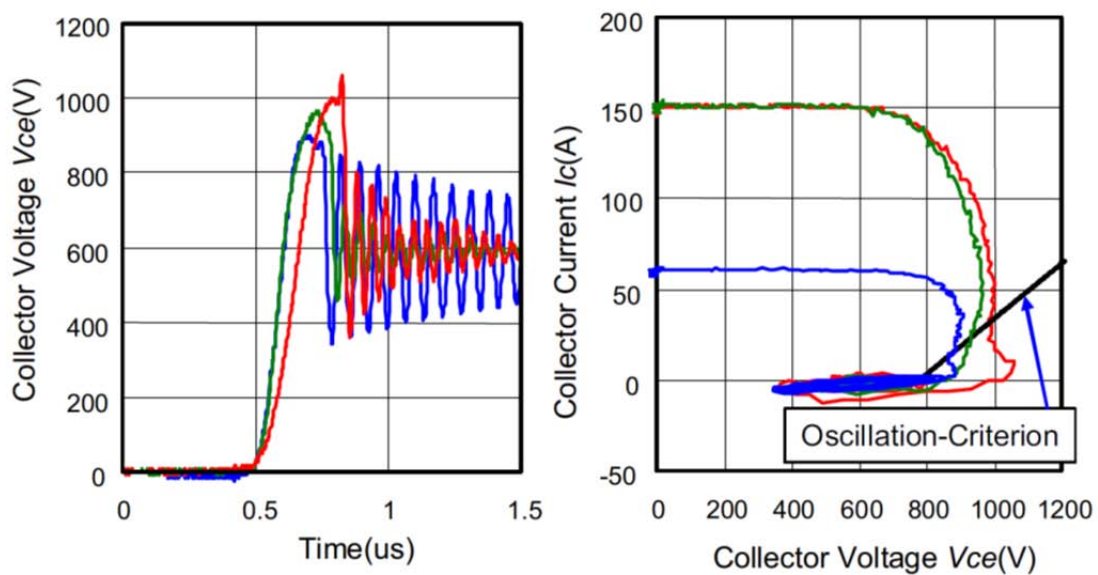 1200
1000
800
600
400
200
0
Collector Voltage Vce(V)
0 0.5 1 1.5
Time(us)
200
150
100
50
0
-50
Collector Current Ic(A)
Oscillation-Criterion
0 200 400 600 800 1000 1200
Collector Voltage Vce(V)